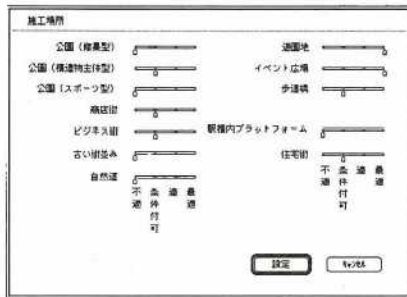 施工場所
公園（修景型）
公園（構造物主体型）
公園（スポーツ型）
商店街
ビジネス街
古い街並み
自然道
不適
条件付可
適
最適
遊園地
イベント広場
歩道橋
駅構内プラットフォーム
住宅街
不適
条件付可
適
最適
設定
キャンセル